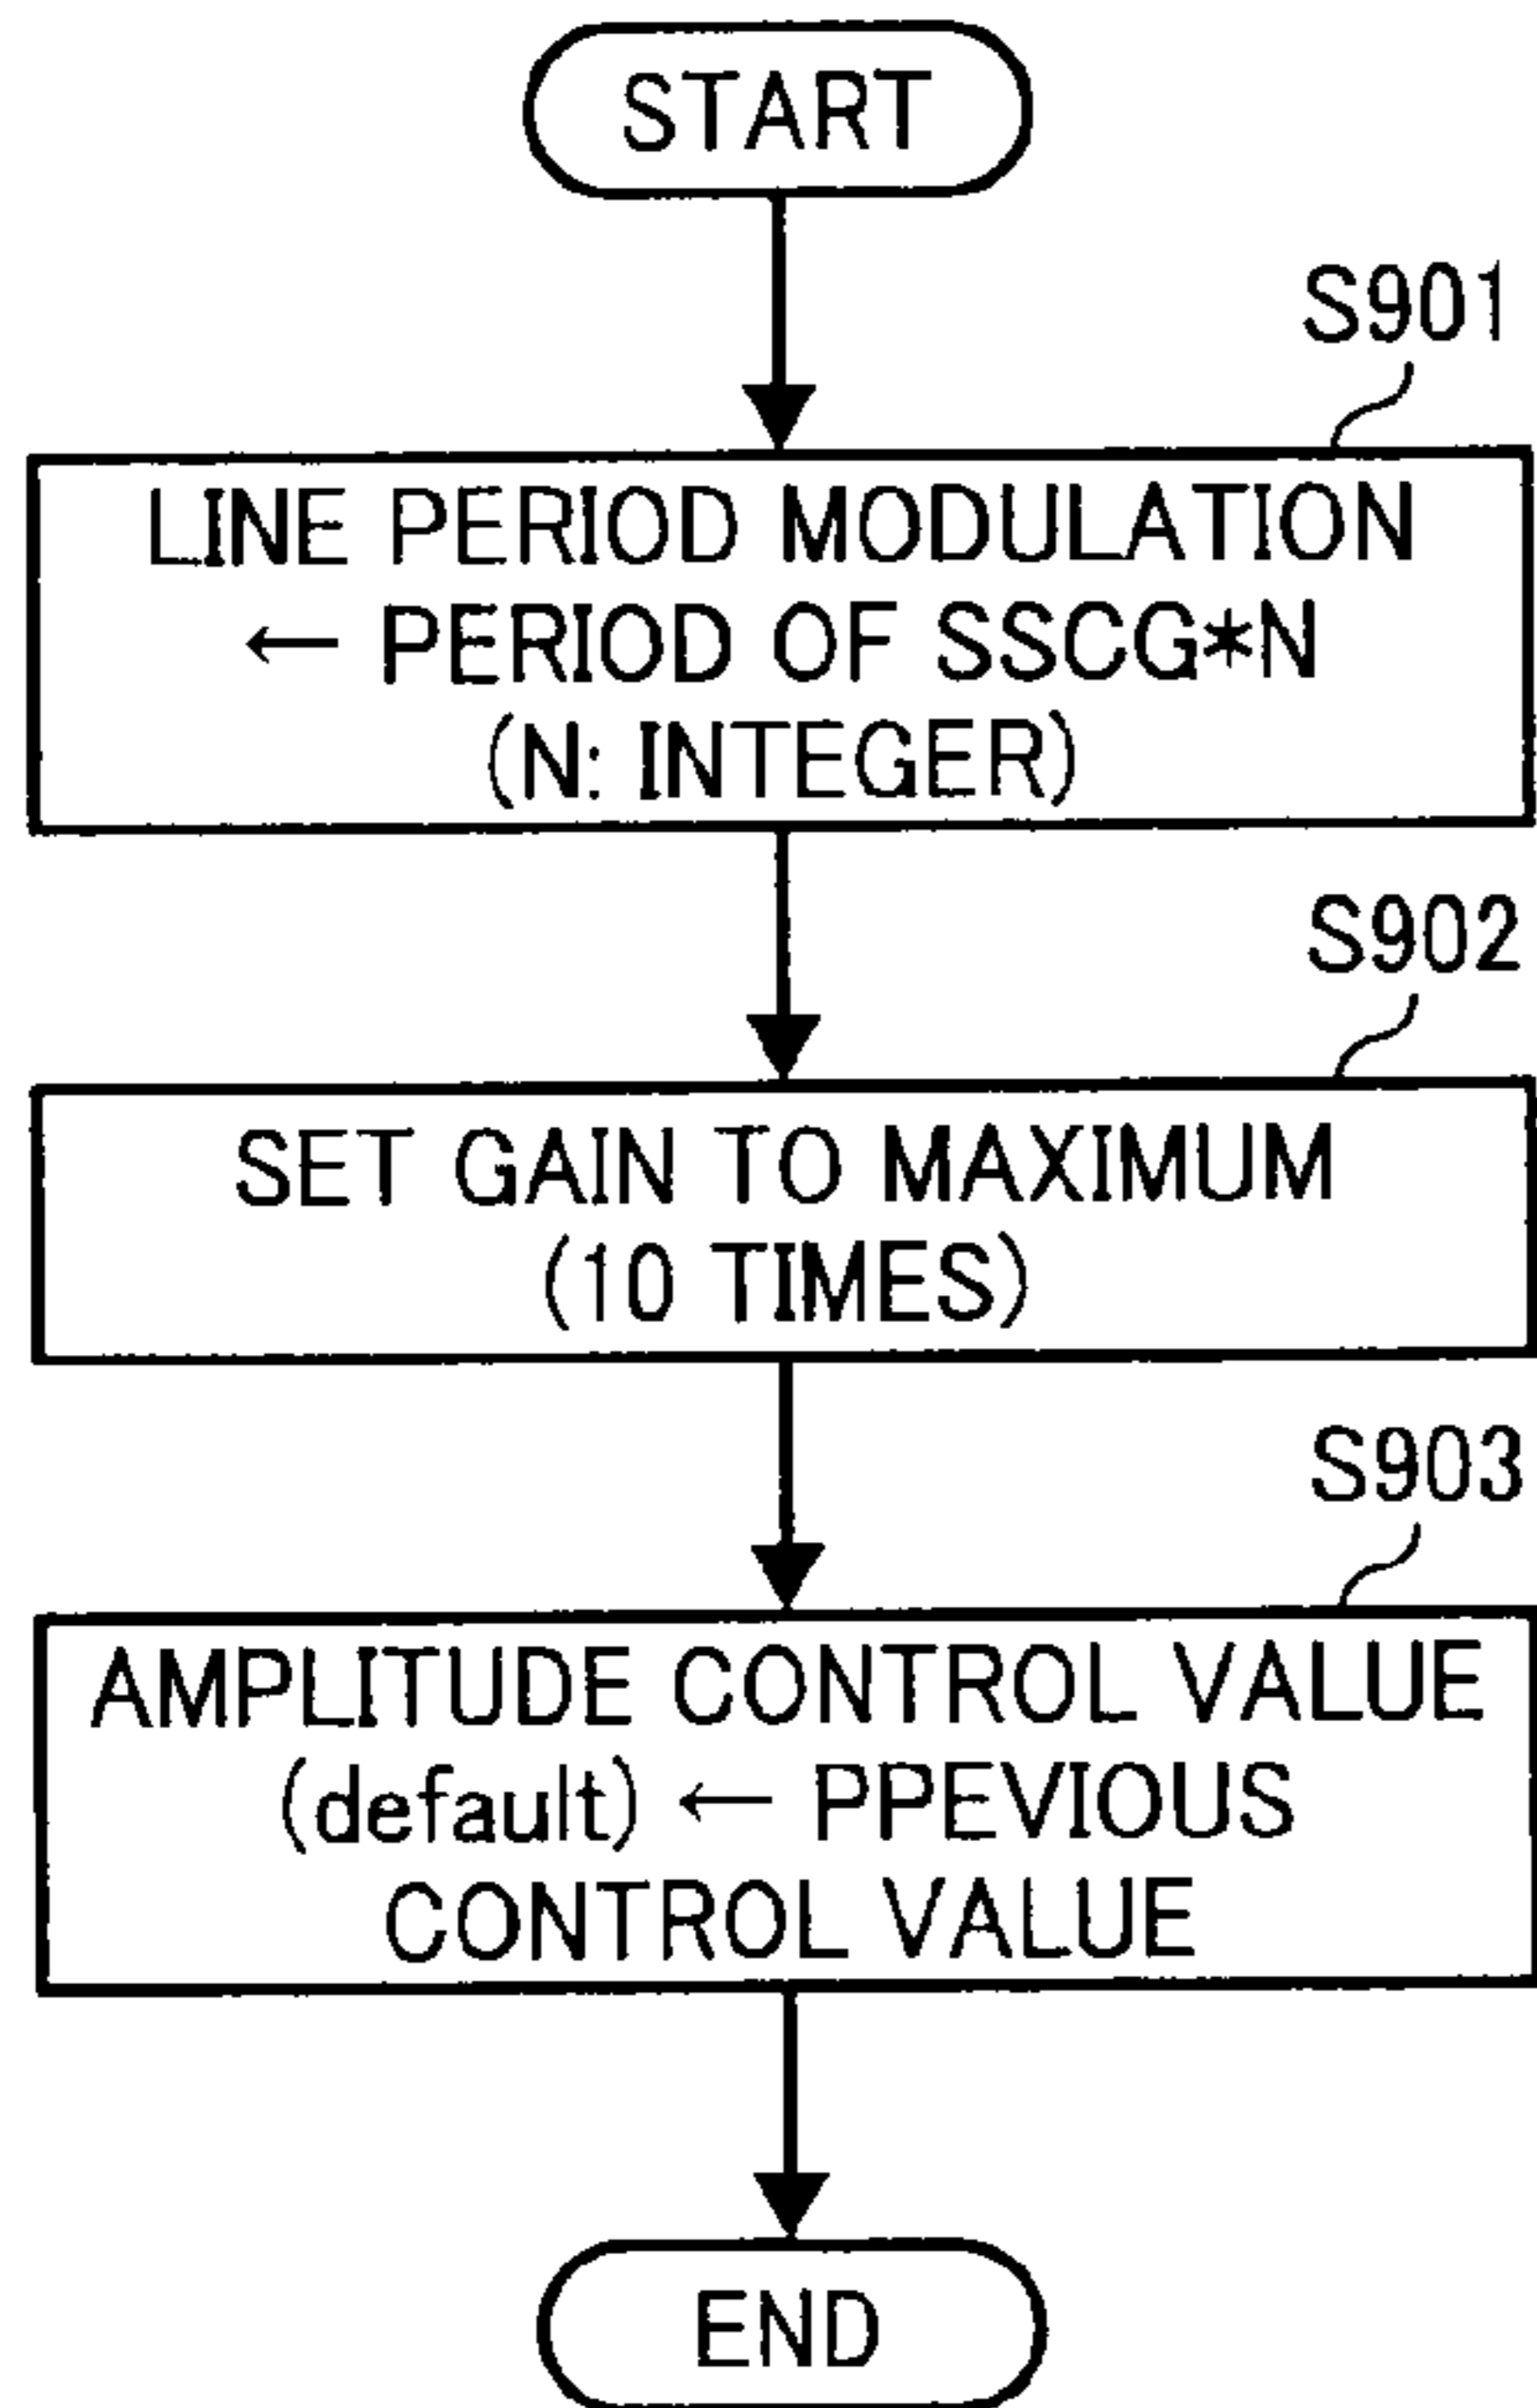 START
S901
LINE PERIOD MODULATION
← PERIOD OF SSCG*N
(N: INTEGER)
S902
SET GAIN TO MAXIMUM
(10 TIMES)
S903
AMPLITUDE CONTROL VALUE
(default) ← PPEVIOUS
CONTROL VALUE
END